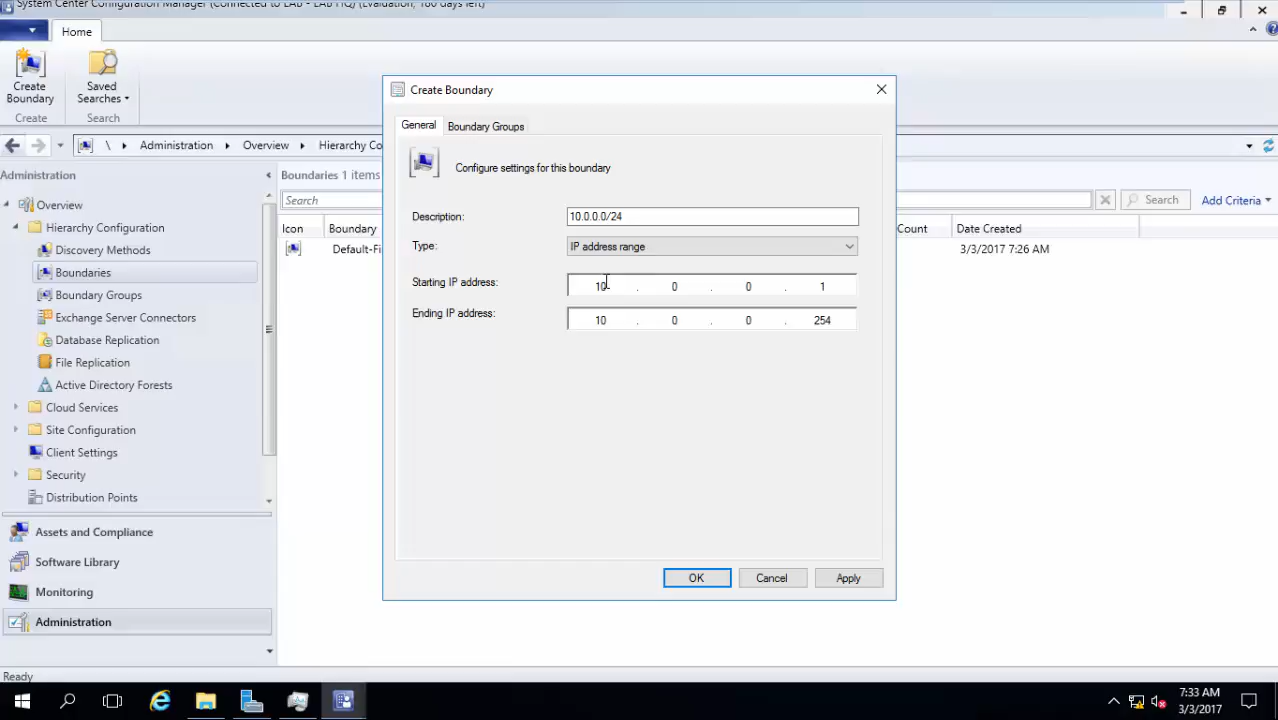 System Center Configuration Manager (Connected to LAB - LAB HQ) (Evaluation, 180 days left)
Home
Create Boundary
Saved Searches
Create
Search
\ Administration Overview Hierarchy Co
Administration
Overview
Hierarchy Configuration
Discovery Methods
Boundaries
Boundary Groups
Exchange Server Connectors
Database Replication
File Replication
Active Directory Forests
Cloud Services
Site Configuration
Client Settings
Security
Distribution Points
Assets and Compliance
Software Library
Monitoring
Administration
Boundaries 1 items
Search
Search
Add Criteria
Icon Boundary Count Date Created
Default-Fi 3/3/2017 7:26 AM
Create Boundary
General Boundary Groups
Configure settings for this boundary
Description: 10.0.0.0/24
Type: IP address range
Starting IP address: 10 . 0 . 0 . 1
Ending IP address: 10 . 0 . 0 . 254
OK Cancel Apply
Ready
7:33 AM
3/3/2017